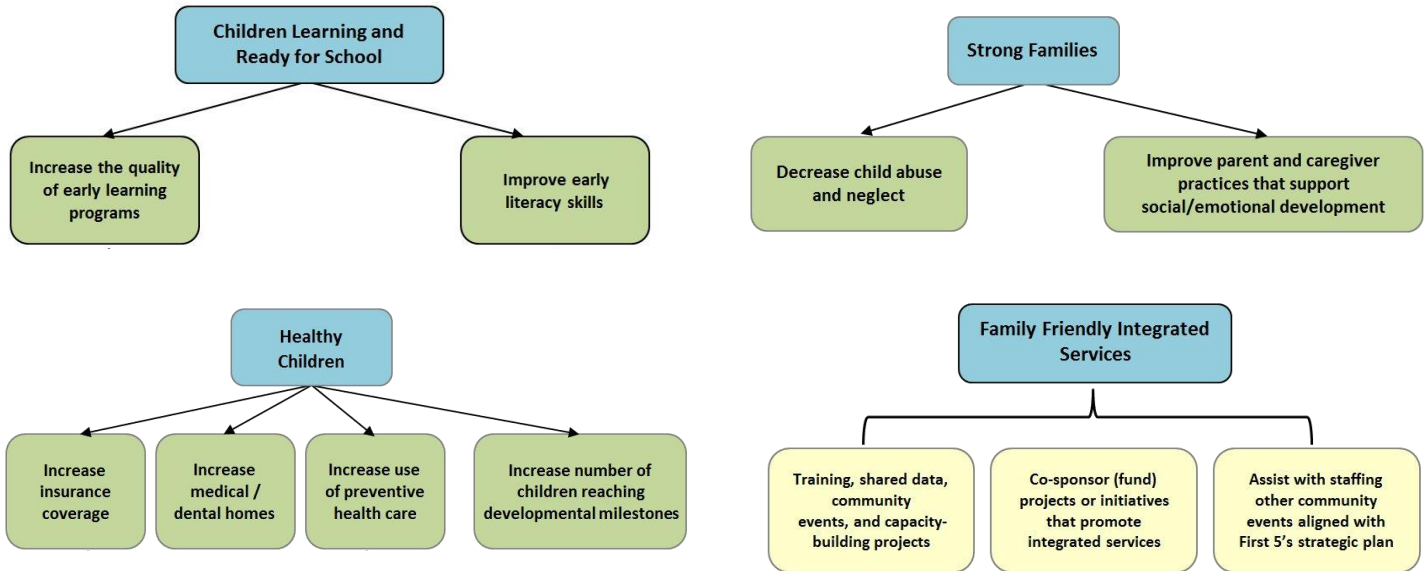 Children Learning and
Ready for School
Increase the quality
of early learning
programs
Improve early
literacy skills
Strong Families
Decrease child abuse
and neglect
Improve parent and caregiver
practices that support
social/emotional development
Healthy
Children
Increase
insurance
coverage
Increase
medical /
dental homes
Increase use
of preventive
health care
Increase number of
children reaching
developmental milestones
Family Friendly Integrated
Services
Training, shared data,
community
events, and capacity-
building projects
Co-sponsor (fund)
projects or initiatives
that promote
integrated services
Assist with staffing
other community
events aligned with
First 5's strategic plan